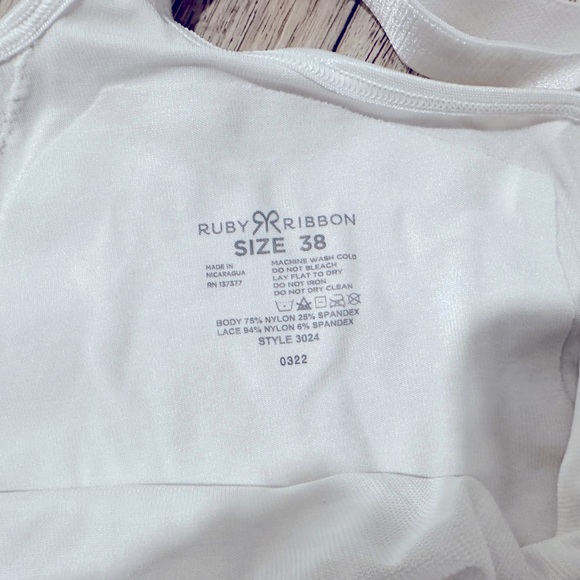 RUBY RIBBON
SIZE 38
MADE IN
NICARAGUA
RN 137377
MACHINE WASH COLD
DO NOT BLEACH
LAY FLAT TO DRY
DO NOT IRON
DO NOT DRY CLEAN
BODY 75% NYLON 25% SPANDEX
LACE 94% NYLON 6% SPANDEX
STYLE 3024
0322